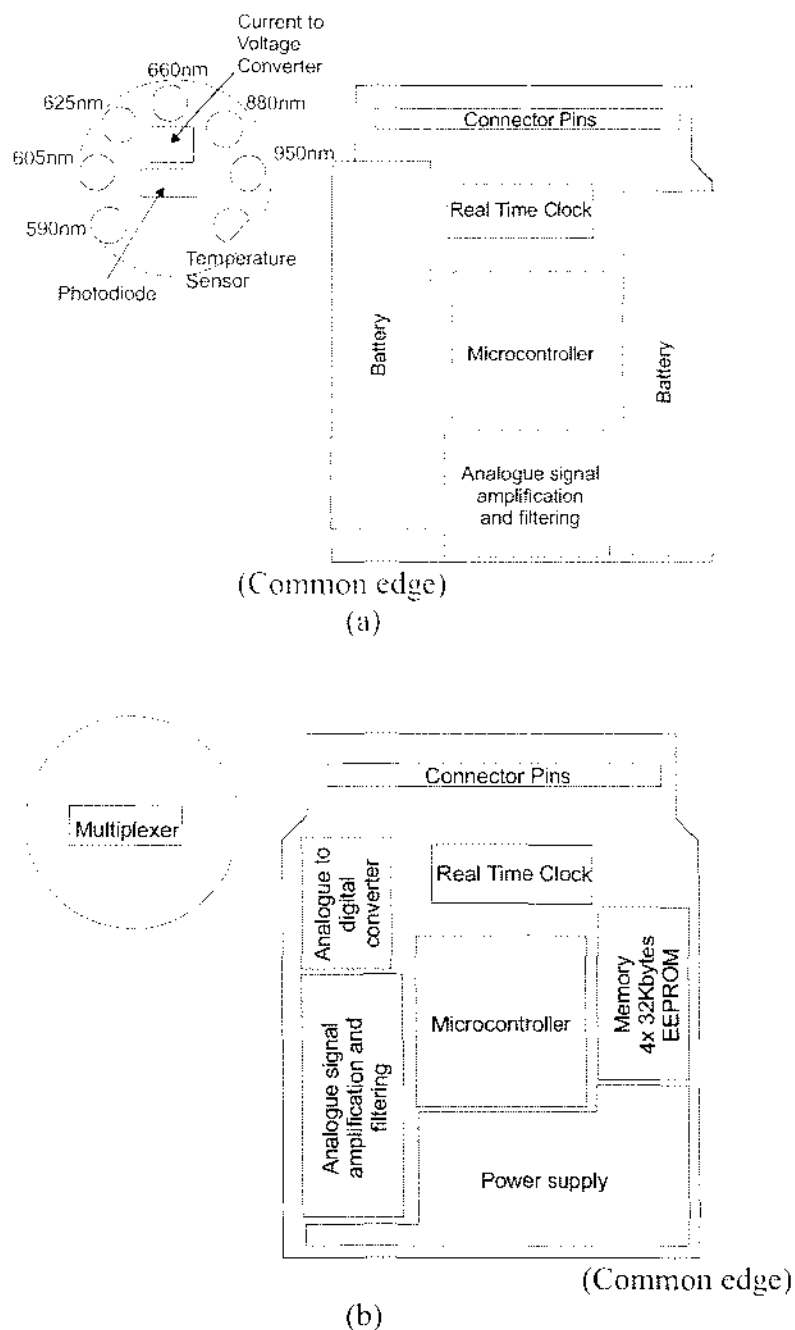 Current to
Voltage
Converter
660nm
625nm
880nm
605nm
950nm
590nm
Temperature
Sensor
Photodiode
Connector Pins
Real Time Clock
Battery
Microcontroller
Battery
Analogue signal
amplification
and filtering
(Common edge)
(a)
Multiplexer
Connector Pins
Analogue to
digital
converter
Real Time Clock
Memory
4x 32Kbytes
EEPROM
Microcontroller
Analogue signal
amplification and
filtering
Power supply
(Common edge)
(b)